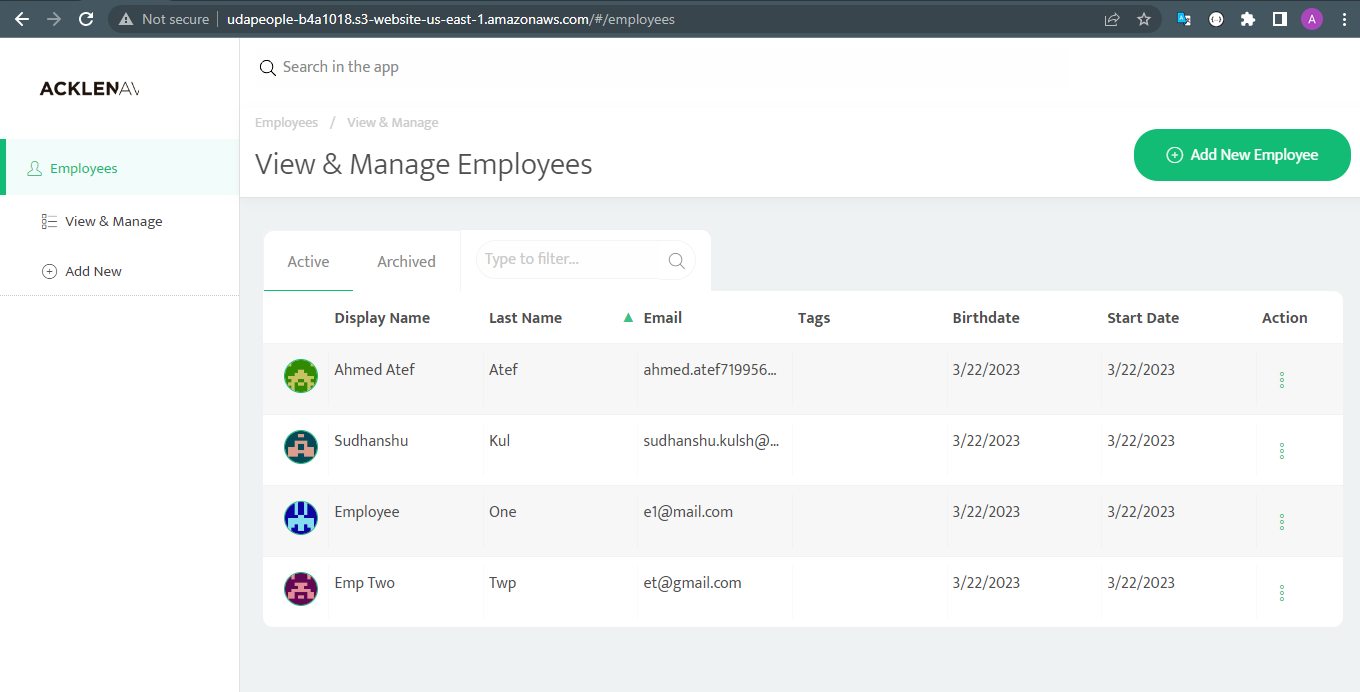 Not secure udapeople-b4a1018.s3-website-us-east-1.amazonaws.com/#/employees A
ACKLENAV
Search in the app
Employees / View & Manage
View & Manage Employees
Add New Employee
Employees
View & Manage
Add New
Active Archived Type to filter...
Display Name Last Name Email Tags Birthdate Start Date Action
Ahmed Atef Atef ahmed.atef719956... 3/22/2023 3/22/2023
Sudhanshu Kul sudhanshu.kulsh@... 3/22/2023 3/22/2023
Employee One e1@mail.com 3/22/2023 3/22/2023
Emp Two Twp et@gmail.com 3/22/2023 3/22/2023